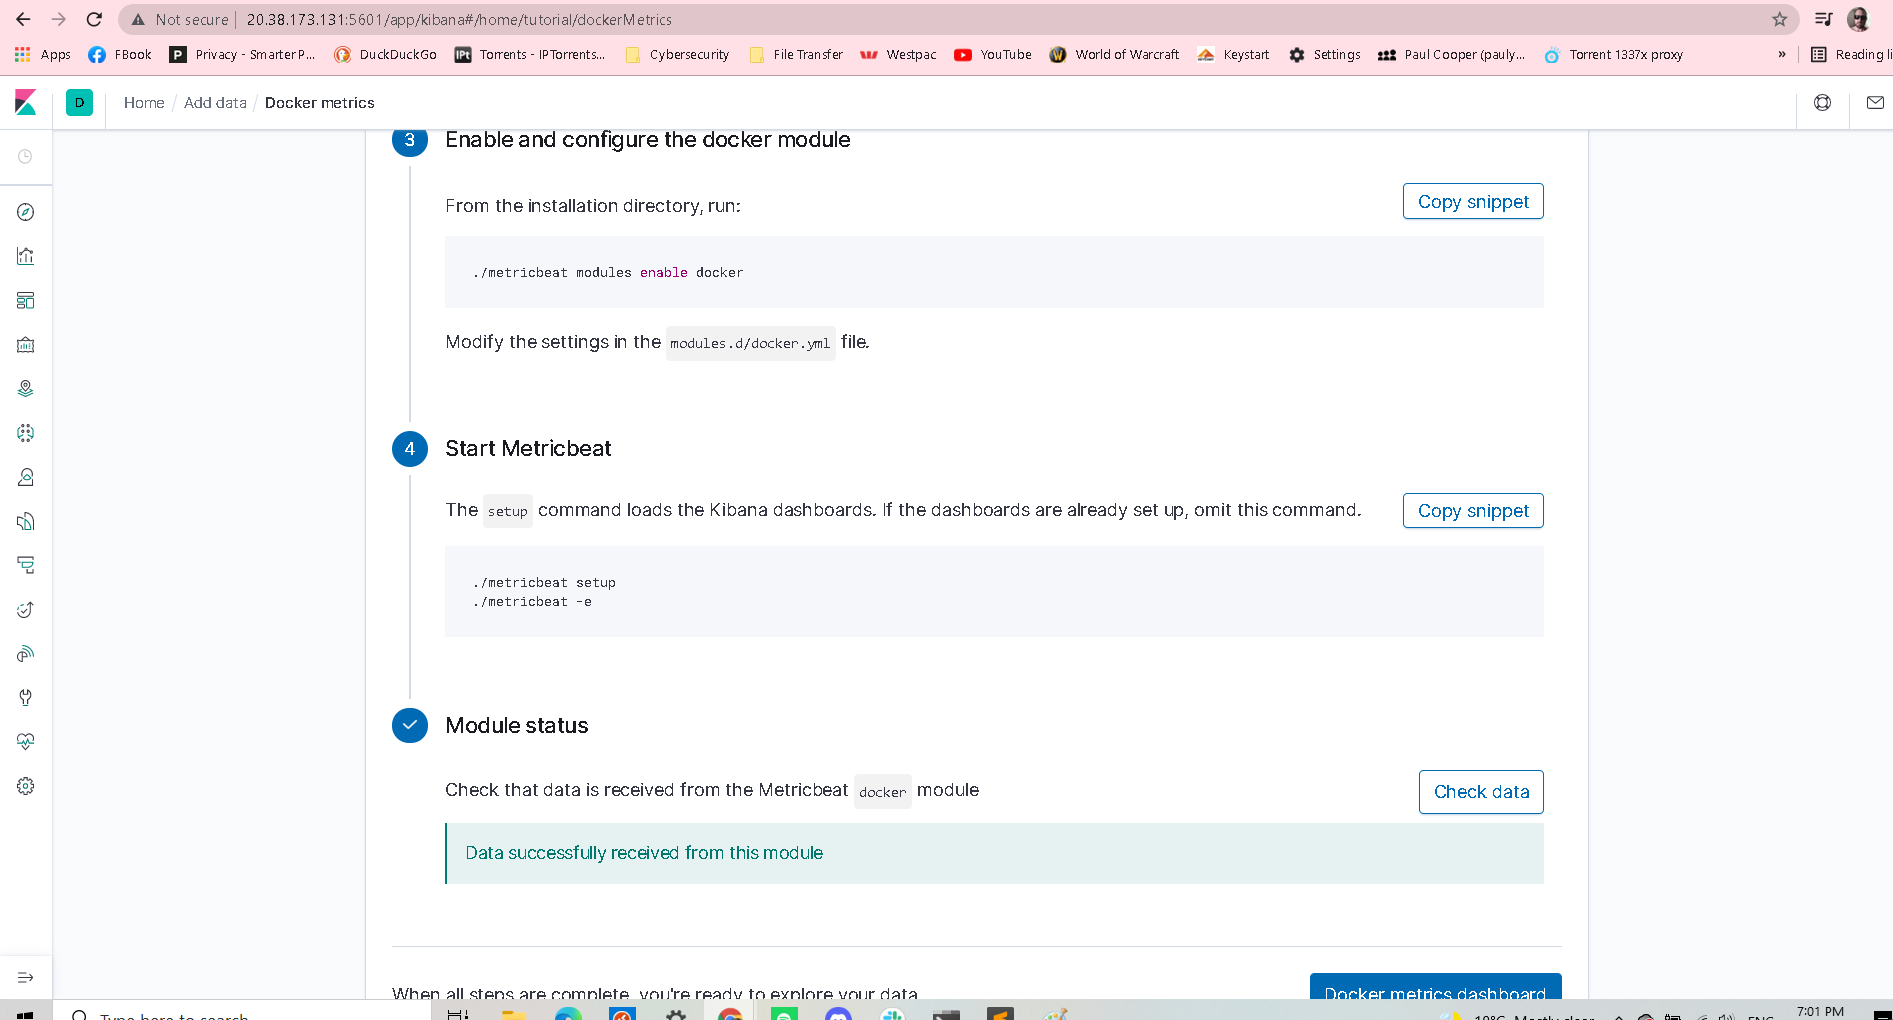 Not secure | 20.38.173.131:5601/app/kibana#/home/tutorial/dockerMetrics
Apps FBook Privacy - Smarter P... DuckDuckGo Torrents - IPTorrents... Cybersecurity File Transfer Westpac YouTube World of Warcraft Keystart Settings Paul Cooper (pauly... Torrent 1337x proxy » Reading li
D Home / Add data / Docker metrics
3 Enable and configure the docker module
From the installation directory, run:
Copy snippet
./metricbeat modules enable docker
Modify the settings in the modules.d/docker.yml file.
4 Start Metricbeat
The setup command loads the Kibana dashboards. If the dashboards are already set up, omit this command.
Copy snippet
./metricbeat setup
./metricbeat -e
Module status
Check that data is received from the Metricbeat docker module
Check data
Data successfully received from this module
When all steps are complete, you're ready to explore your data.
Docker metrics dashboard
Type here to search
Mostly clear
ENG
7:01 PM